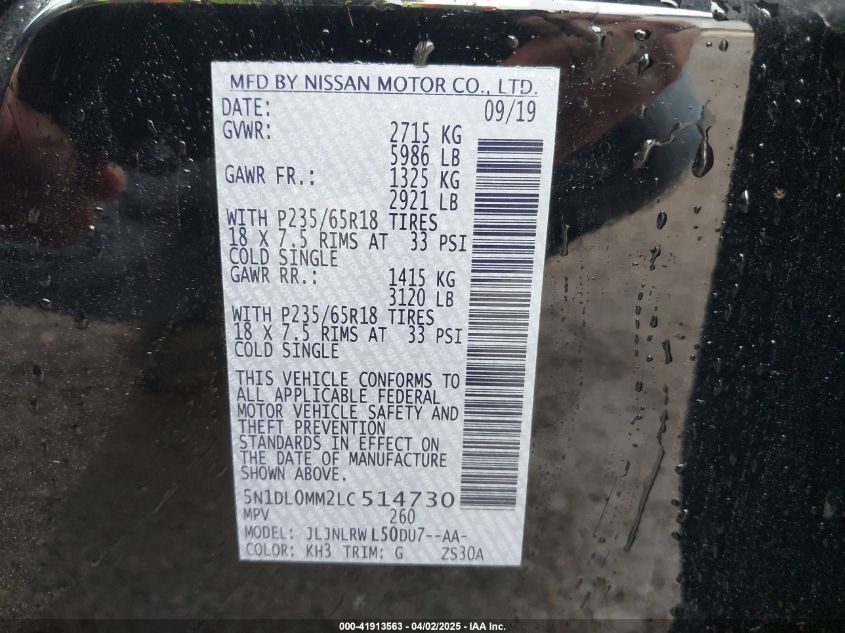 MFD BY NISSAN MOTOR CO., LTD.
DATE: 09/19
GVWR: 2715 KG
5986 LB
GAWR FR.: 1325 KG
2921 LB
WITH P235/65R18 TIRES
18 X 7.5 RIMS AT 33 PSI
COLD SINGLE
GAWR RR.: 1415 KG
3120 LB
WITH P235/65R18 TIRES
18 X 7.5 RIMS AT 33 PSI
COLD SINGLE
THIS VEHICLE CONFORMS TO
ALL APPLICABLE FEDERAL
MOTOR VEHICLE SAFETY AND
THEFT PREVENTION
STANDARDS IN EFFECT ON
THE DATE OF MANUFACTURE
SHOWN ABOVE.
5N1DL0MM2LC 514730
MPV 260
MODEL: JLJNLRW L50DU7--AA-
COLOR: KH3 TRIM: G ZS30A
000-41913563 - 04/02/2025 - IAA Inc.